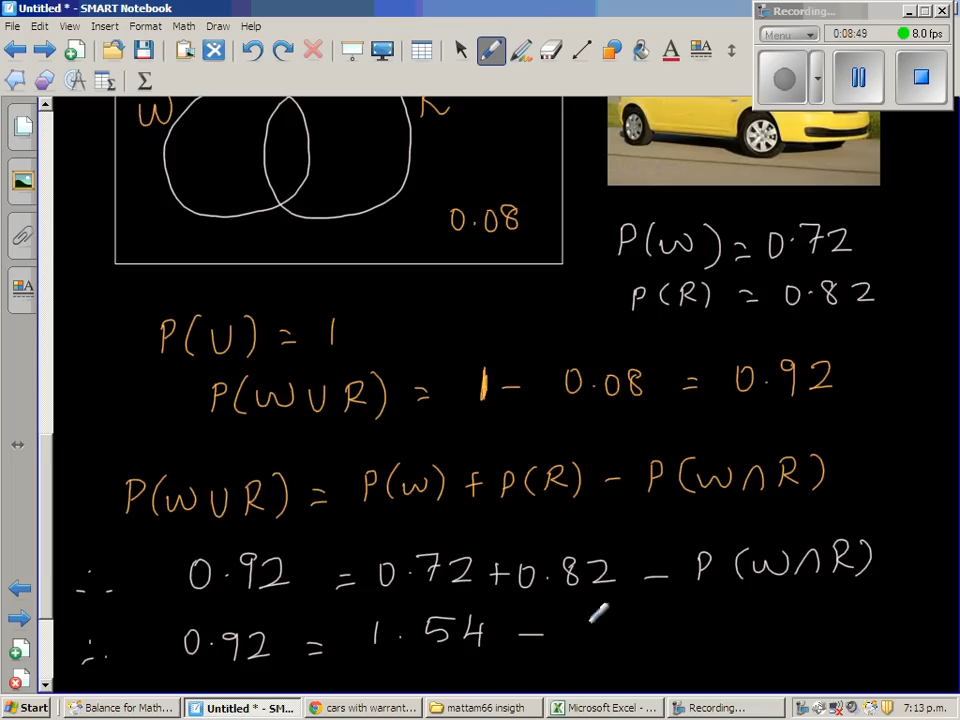 Untitled * - SMART Notebook
Recording...
File Edit View Insert Format Math Draw Help
Menu 0:08:49 8.0 fps
W R
0.08
P(W) = 0.72
P(R) = 0.82
P(U) = 1
P(W∪R) = 1 - 0.08 = 0.92
P(W∪R) = P(W) + P(R) - P(W∩R)
∴ 0.92 = 0.72 + 0.82 - P(W∩R)
∴ 0.92 = 1.54 -
Start Balance for Math... Untitled * - SM... cars with warrant... mattam66 insigth Microsoft Excel - ... Recording... 7:13 p.m.